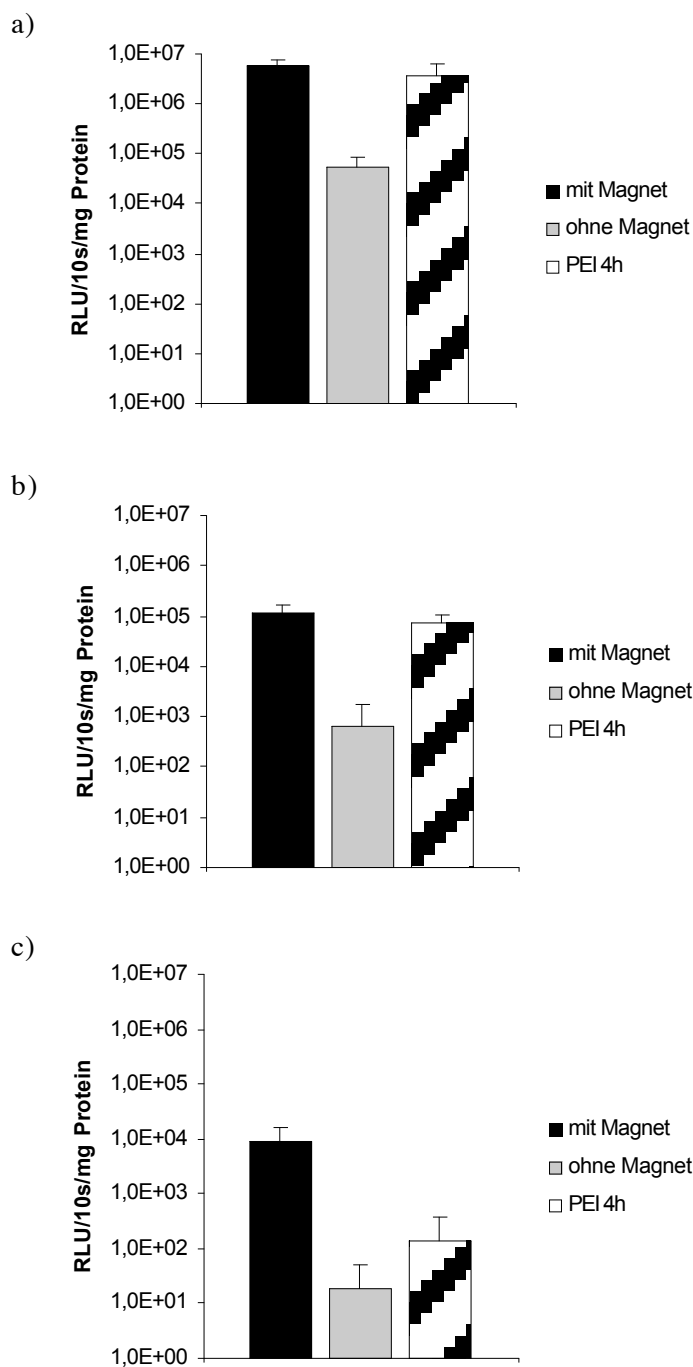 a)
1,0E+07
1,0E+06
1,0E+05
1,0E+04
1,0E+03
1,0E+02
1,0E+01
1,0E+00
RLU/10s/mg Protein
mit Magnet
ohne Magnet
PEI 4h
b)
1,0E+07
1,0E+06
1,0E+05
1,0E+04
1,0E+03
1,0E+02
1,0E+01
1,0E+00
RLU/10s/mg Protein
mit Magnet
ohne Magnet
PEI 4h
c)
1,0E+07
1,0E+06
1,0E+05
1,0E+04
1,0E+03
1,0E+02
1,0E+01
1,0E+00
RLU/10s/mg Protein
mit Magnet
ohne Magnet
PEI 4h